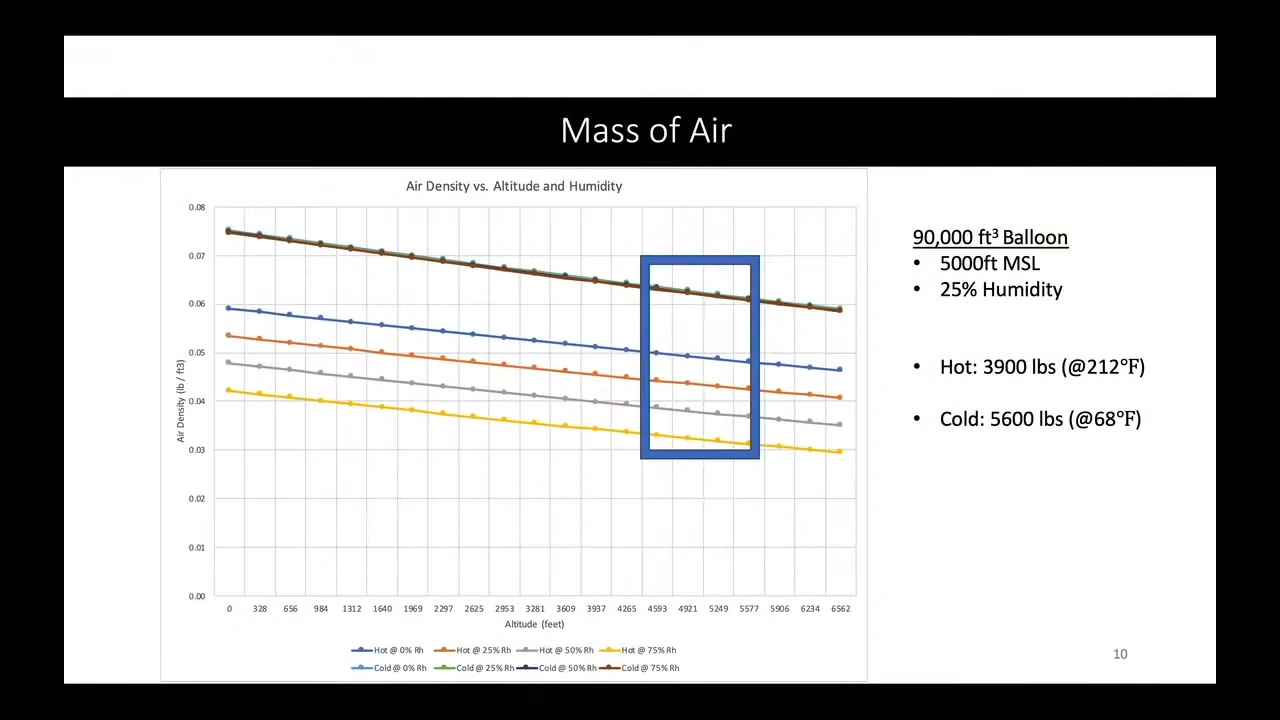 Mass of Air
Air Density vs. Altitude and Humidity
0.08
0.07
0.06
0.05
0.04
0.03
0.02
0.01
0.00
Air Density (lb / ft3)
0 328 656 984 1312 1640 1969 2297 2625 2953 3281 3609 3937 4265 4593 4921 5249 5577 5906 6234 6562
Altitude (feet)
Hot @ 0% Rh Hot @ 25% Rh Hot @ 50% Rh Hot @ 75% Rh
Cold @ 0% Rh Cold @ 25% Rh Cold @ 50% Rh Cold @ 75% Rh
90,000 ft³ Balloon
• 5000ft MSL
• 25% Humidity
• Hot: 3900 lbs (@212°F)
• Cold: 5600 lbs (@68°F)
10